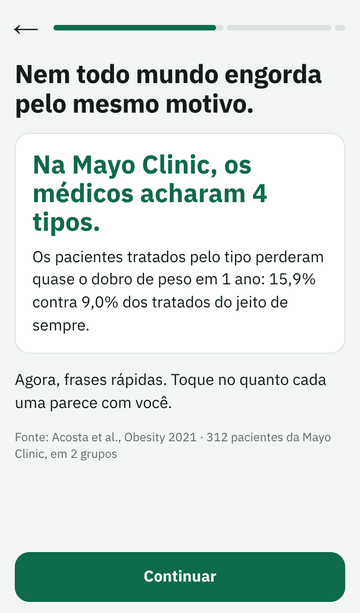 Nem todo mundo engorda
pelo mesmo motivo.
Na Mayo Clinic, os
médicos acharam 4
tipos.
Os pacientes tratados pelo tipo perderam
quase o dobro de peso em 1 ano: 15,9%
contra 9,0% dos tratados do jeito de
sempre.
Agora, frases rápidas. Toque no quanto cada
uma parece com você.
Fonte: Acosta et al., Obesity 2021 · 312 pacientes da Mayo
Clinic, em 2 grupos
Continuar